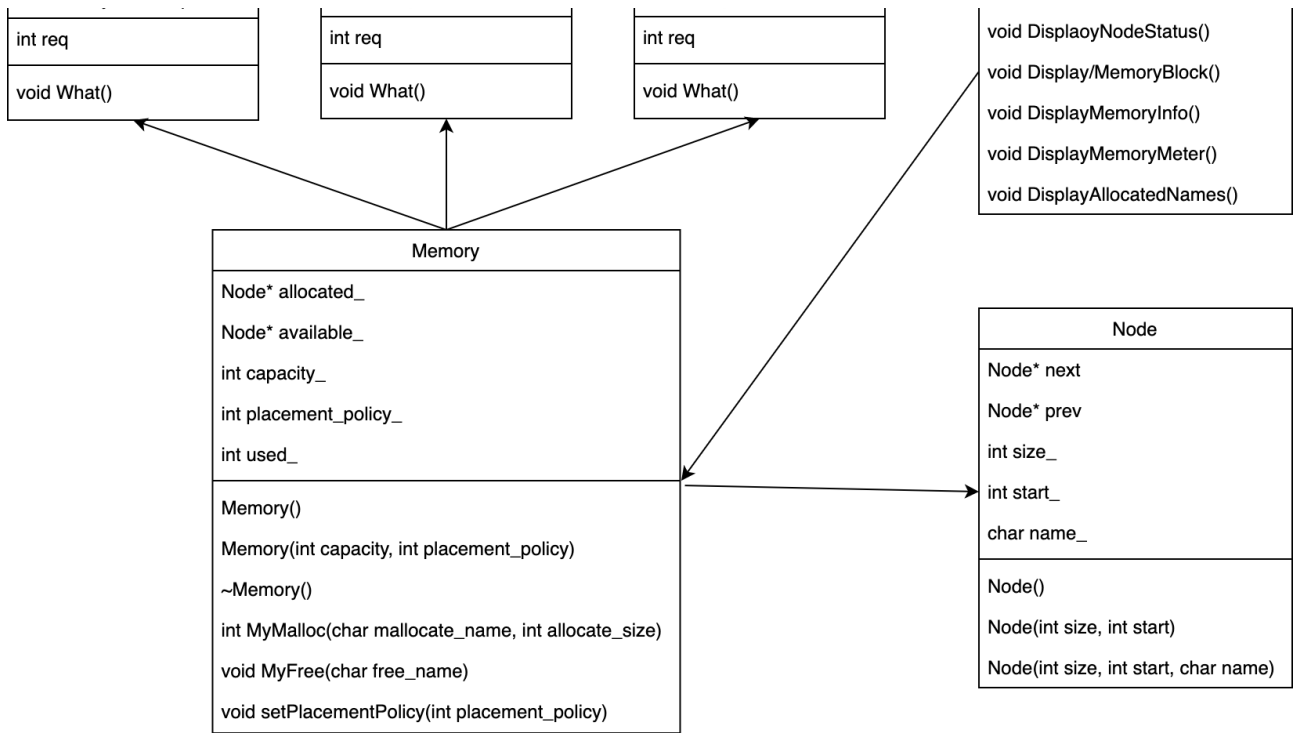 int req
void What()
int req
void What()
int req
void What()
void DisplaoyNodeStatus()
void Display/MemoryBlock()
void DisplayMemoryInfo()
void DisplayMemoryMeter()
void DisplayAllocatedNames()
Memory
Node* allocated_
Node* available_
int capacity_
int placement_policy_
int used_
Memory()
Memory(int capacity, int placement_policy)
~Memory()
int MyMalloc(char mallocate_name, int allocate_size)
void MyFree(char free_name)
void setPlacementPolicy(int placement_policy)
Node
Node* next
Node* prev
int size_
int start_
char name_
Node()
Node(int size, int start)
Node(int size, int start, char name)